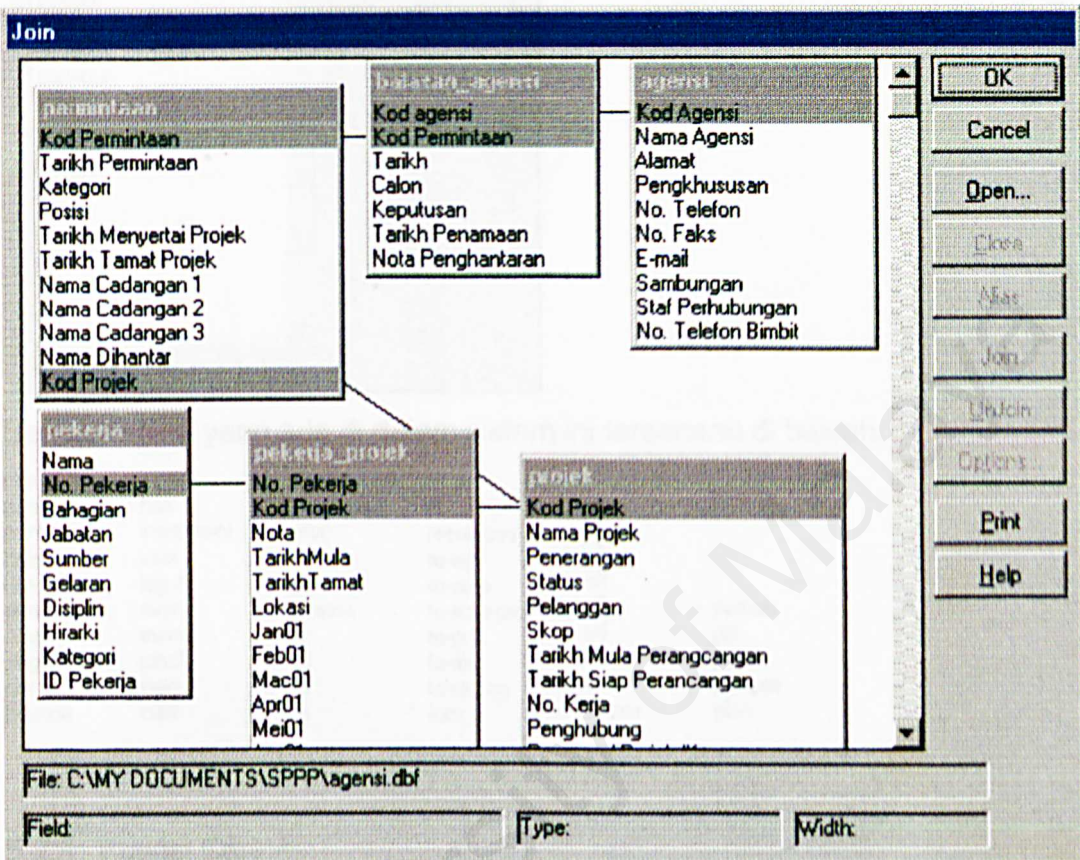 Join
permintaan
Kod Permintaan
Tarikh Permintaan
Kategori
Posisi
Tarikh Menyertai Projek
Tarikh Tamat Projek
Nama Cadangan 1
Nama Cadangan 2
Nama Cadangan 3
Nama Dihantar
Kod Projek
Kod agensi
Kod Permintaan
Tarikh
Calon
Keputusan
Tarikh Penamaan
Nota Penghantaran
agensi
Kod Agensi
Nama Agensi
Alamat
Pengkhususan
No. Telefon
No. Faks
E-mail
Sambungan
Staf Perhubungan
No. Telefon Bimbit
pekerja
Nama
No. Pekerja
Bahagian
Jabatan
Sumber
Gelaran
Disiplin
Hirarki
Kategori
ID Pekerja
pekerja_projek
No. Pekerja
Kod Projek
Nota
TarikhMula
TarikhTamat
Lokasi
Jan01
Feb01
Mac01
Apr01
Mei01
projek
Kod Projek
Nama Projek
Penerangan
Status
Pelanggan
Skop
Tarikh Mula Perangcangan
Tarikh Siap Perancangan
No. Kerja
Penghubung
OK
Cancel
Open...
Close
Alias
Join
UnJoin
Options...
Print
Help
File: C:\MY DOCUMENTS\SPPP\agensi.dbf
Field:
Type:
Width:
of Mala